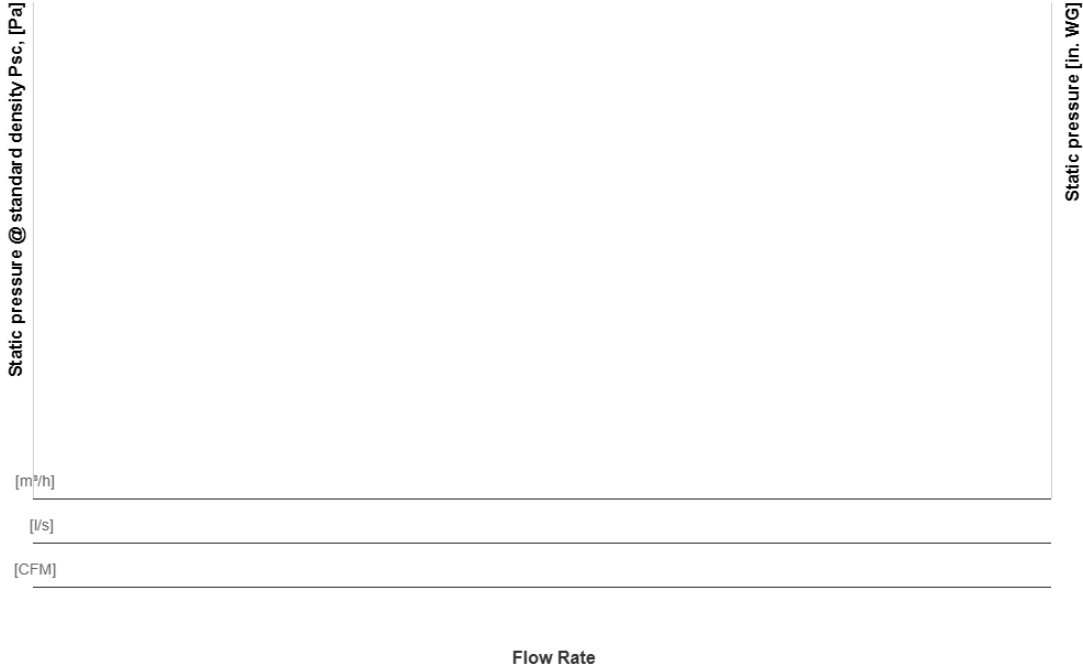 Static pressure @ standard density Psc, [Pa]
Static pressure [in. WG]
[m³/h]
[l/s]
[CFM]
Flow Rate